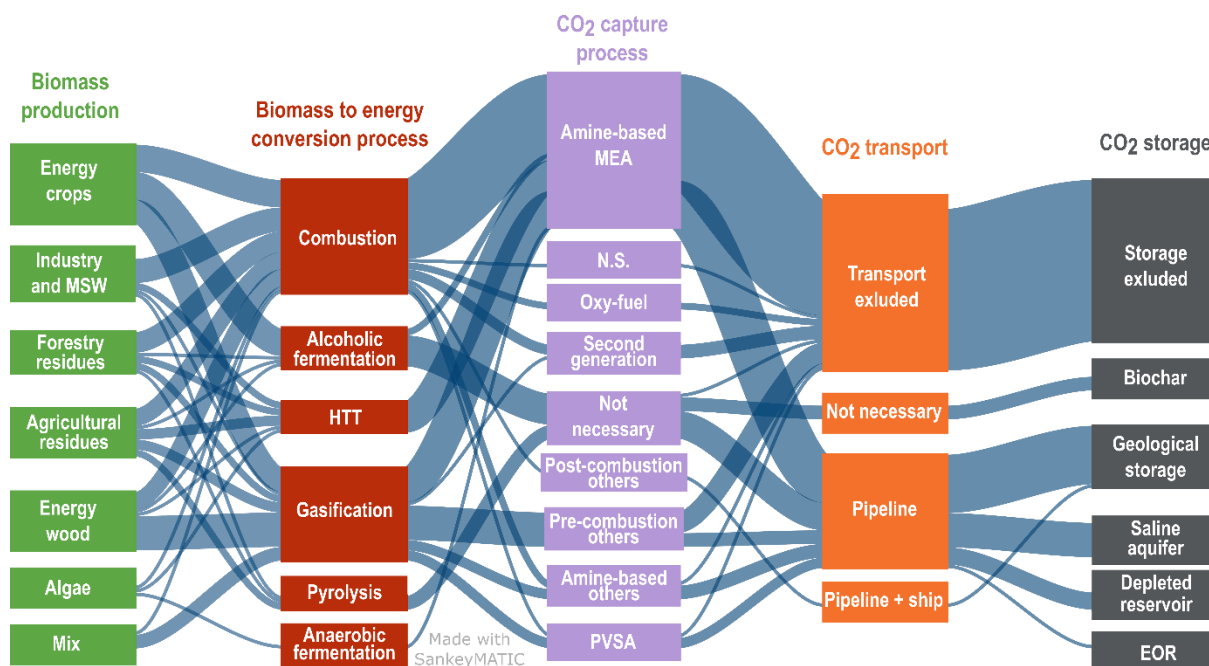 Biomass
production
Energy
crops
Industry
and MSW
Forestry
residues
Agricultural
residues
Energy
wood
Algae
Mix
Biomass to energy
conversion process
Combustion
Alcoholic
fermentation
HTT
Gasification
Pyrolysis
Anaerobic
fermentation
Made with
SankeyMATIC
CO2 capture
process
Amine-based
MEA
N.S.
Oxy-fuel
Second
generation
Not
necessary
Post-combustion
others
Pre-combustion
others
Amine-based
others
PVSA
CO2 transport
Transport
exluded
Not necessary
Pipeline
Pipeline + ship
CO2 storage
Storage
exluded
Biochar
Geological
storage
Saline
aquifer
Depleted
reservoir
EOR